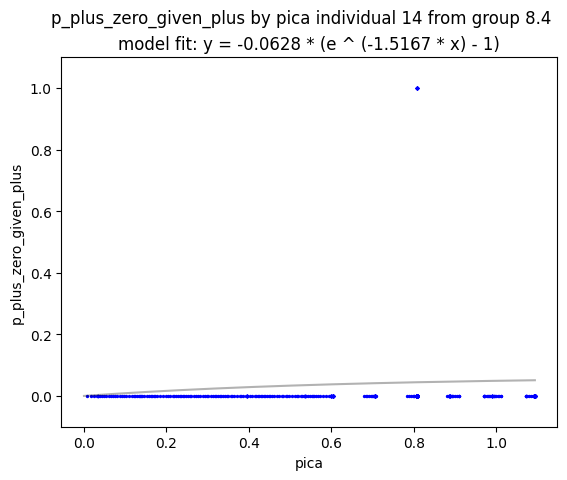 p_plus_zero_given_plus by pica individual 14 from group 8.4
model fit: y = -0.0628 * (e ^ (-1.5167 * x) - 1)
1.0
0.8
0.6
0.4
0.2
0.0
p_plus_zero_given_plus
0.0 0.2 0.4 0.6 0.8 1.0
pica